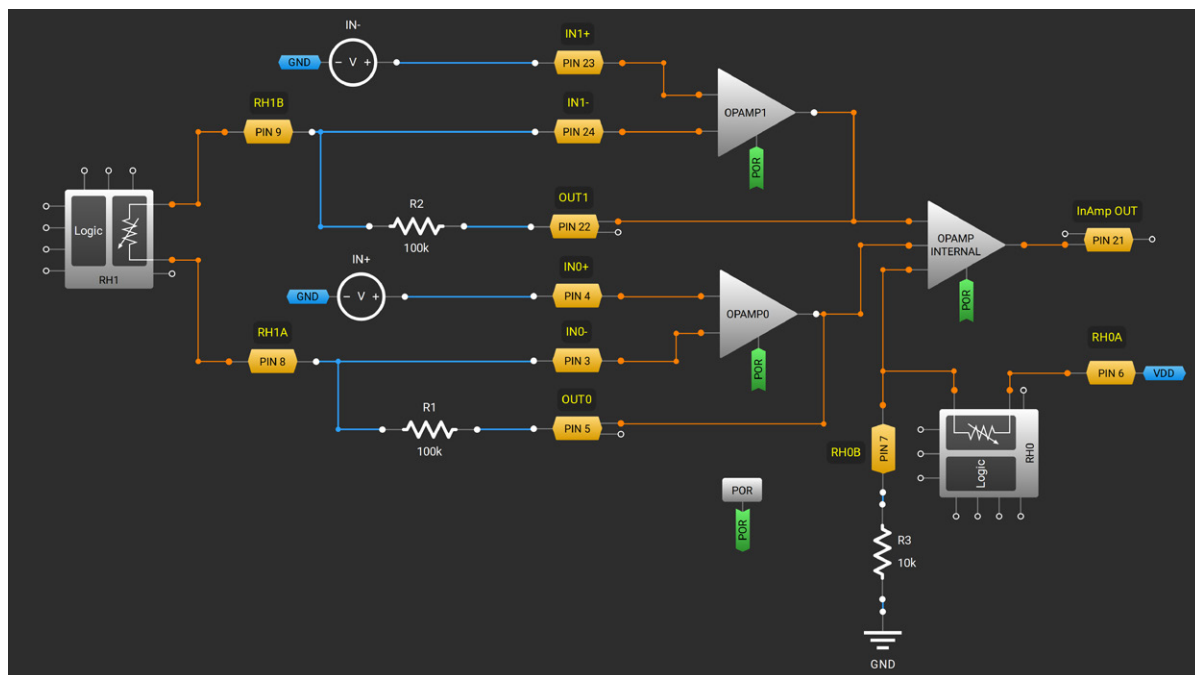 IN-
GND
V
IN1+
PIN 23
RH1B
PIN 9
IN1-
PIN 24
OPAMP1
POR
Logic
RH1
R2
100k
OUT1
PIN 22
OPAMP
INTERNAL
POR
InAmp OUT
PIN 21
IN+
GND
V
IN0+
PIN 4
OPAMP0
POR
RH1A
PIN 8
IN0-
PIN 3
R1
100k
OUT0
PIN 5
RH0A
PIN 6
VDD
RH0B
PIN 7
Logic
RH0
POR
POR
R3
10k
GND